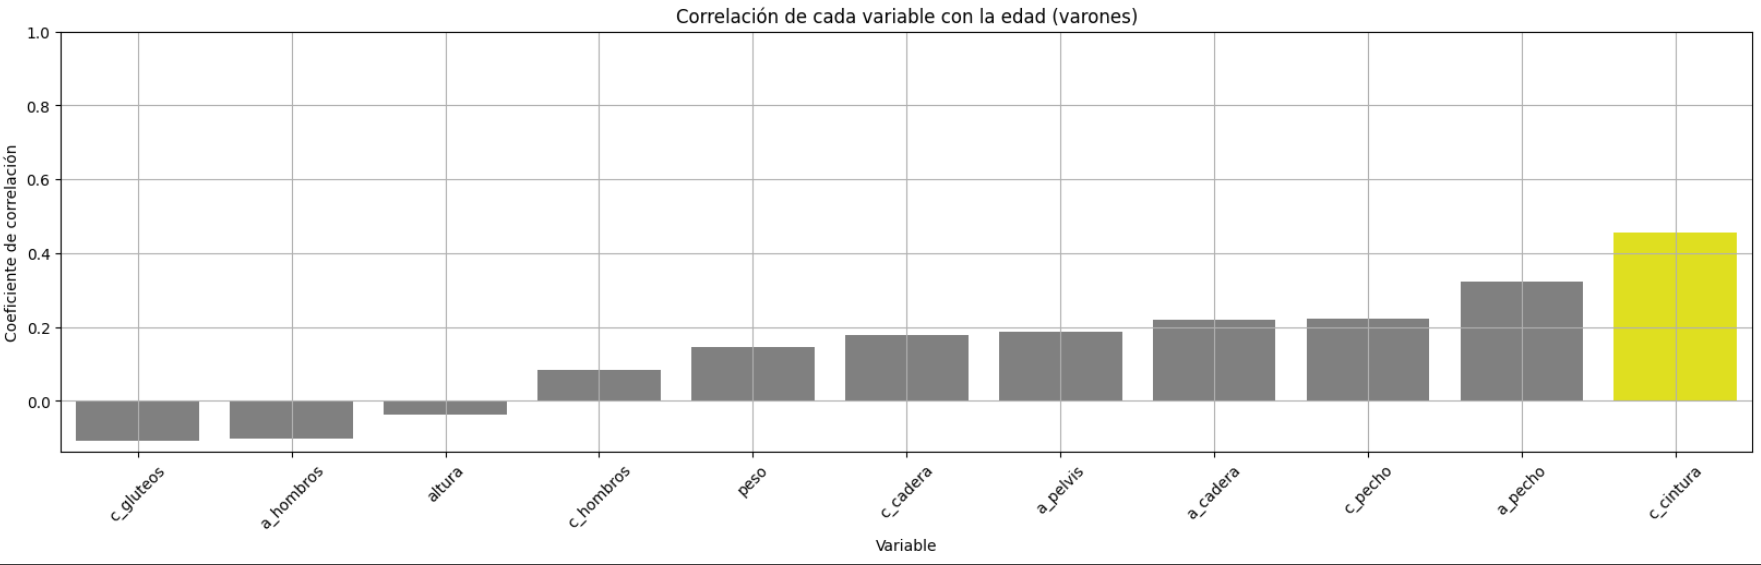 Correlación de cada variable con la edad (varones)
Coeficiente de correlación
1.0
0.8
0.6
0.4
0.2
0.0
c_gluteos
a_hombros
altura
c_hombros
peso
c_cadera
a_pelvis
a_cadera
c_pecho
a_pecho
c_cintura
Variable